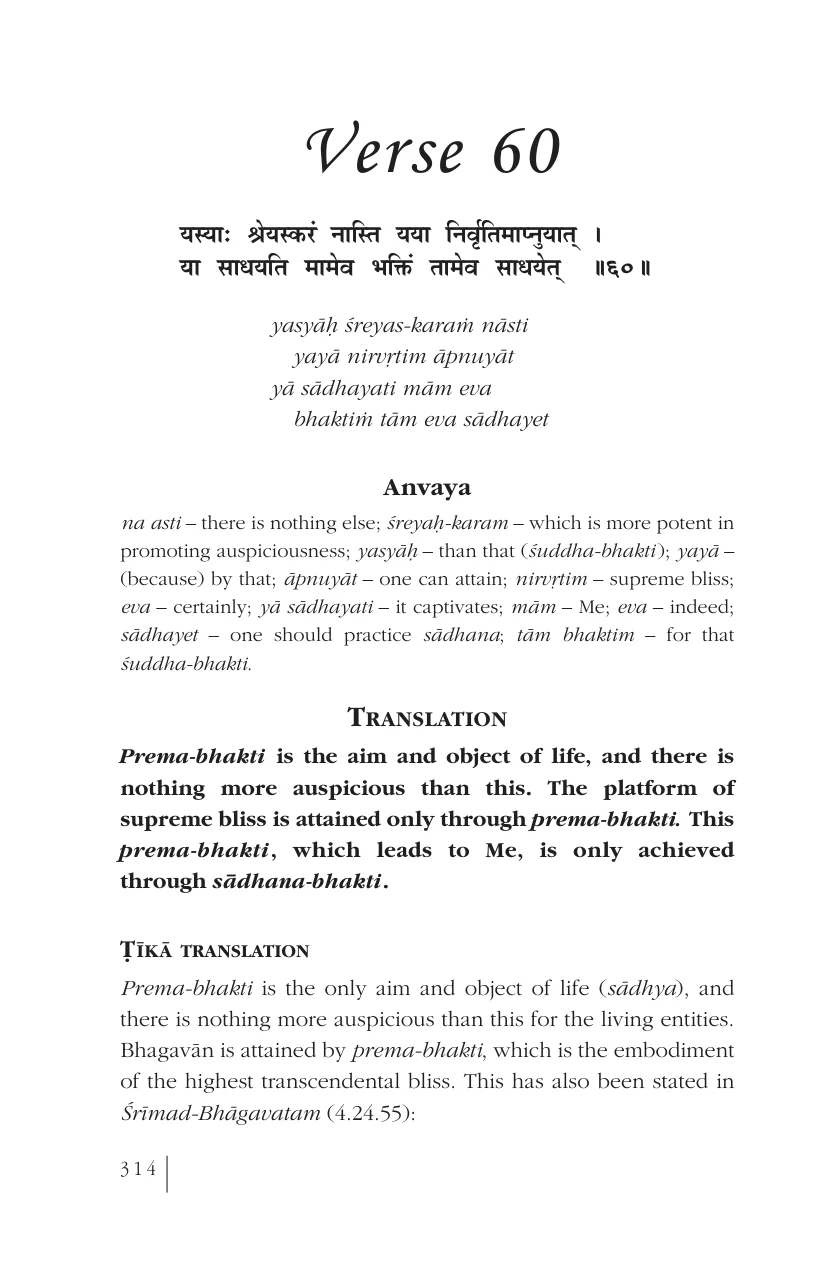 Verse 60
यस्याः श्रेयस्करं नास्ति यया निर्वृतिमाप्नुयात् ।
या साधयति मामेव भक्तिं तामेव साधयेत् ॥६०॥
yasyāḥ śreyas-karaṁ nāsti
yayā nirvṛtim āpnuyāt
yā sādhayati mām eva
bhaktiṁ tām eva sādhayet
Anvaya
na asti – there is nothing else; śreyaḥ-karam – which is more potent in
promoting auspiciousness; yasyāḥ – than that (śuddha-bhakti); yayā –
(because) by that; āpnuyāt – one can attain; nirvṛtim – supreme bliss;
eva – certainly; yā sādhayati – it captivates; mām – Me; eva – indeed;
sādhayet – one should practice sādhana; tām bhaktim – for that
śuddha-bhakti.
TRANSLATION
Prema-bhakti is the aim and object of life, and there is
nothing more auspicious than this. The platform of
supreme bliss is attained only through prema-bhakti. This
prema-bhakti, which leads to Me, is only achieved
through sādhana-bhakti.
ṬĪKĀ TRANSLATION
Prema-bhakti is the only aim and object of life (sādhya), and
there is nothing more auspicious than this for the living entities.
Bhagavān is attained by prema-bhakti, which is the embodiment
of the highest transcendental bliss. This has also been stated in
Śrīmad-Bhāgavatam (4.24.55):
314